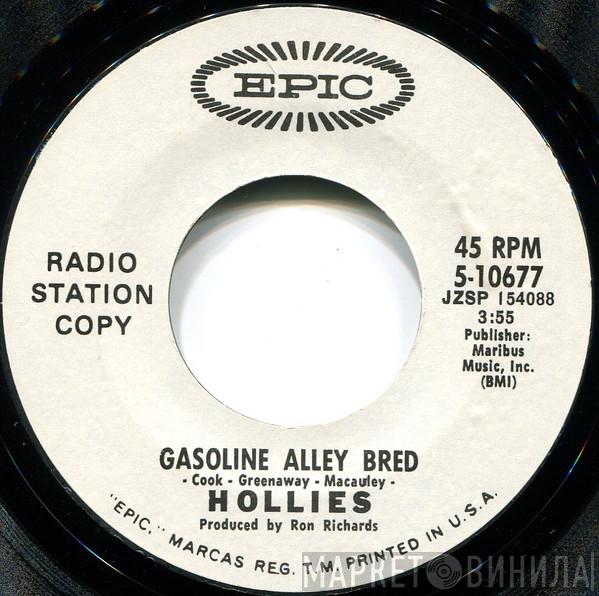 EPIC
RADIO
STATION
COPY
45 RPM
5-10677
JZSP 154088
3:55
Publisher:
Maribus
Music, Inc.
(BMI)
GASOLINE ALLEY BRED
- Cook - Greenaway - Macauley -
HOLLIES
Produced by Ron Richards
"EPIC," MARCAS REG. T.M. PRINTED IN U.S.A.
МАРКЕТ ВИНИЛА